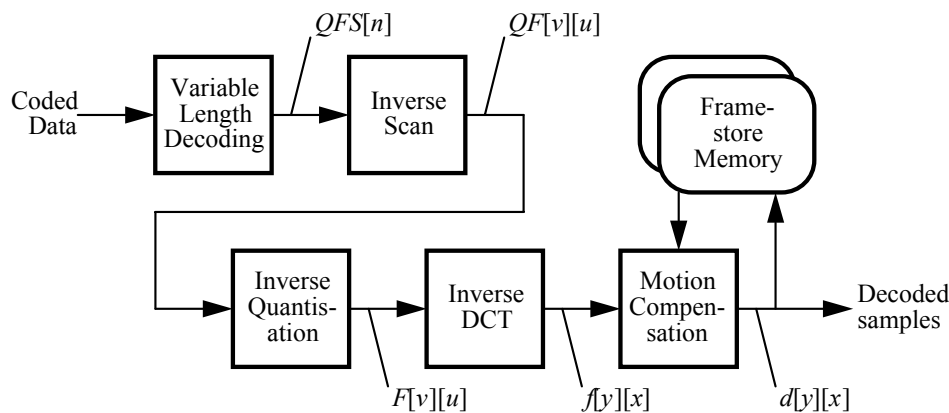 QFS[n]
QF[v][u]
Coded
Data
Variable
Length
Decoding
Inverse
Scan
Frame-
store
Memory
Inverse
Quantis-
ation
Inverse
DCT
Motion
Compen-
sation
Decoded
samples
F[v][u]
f[y][x]
d[y][x]